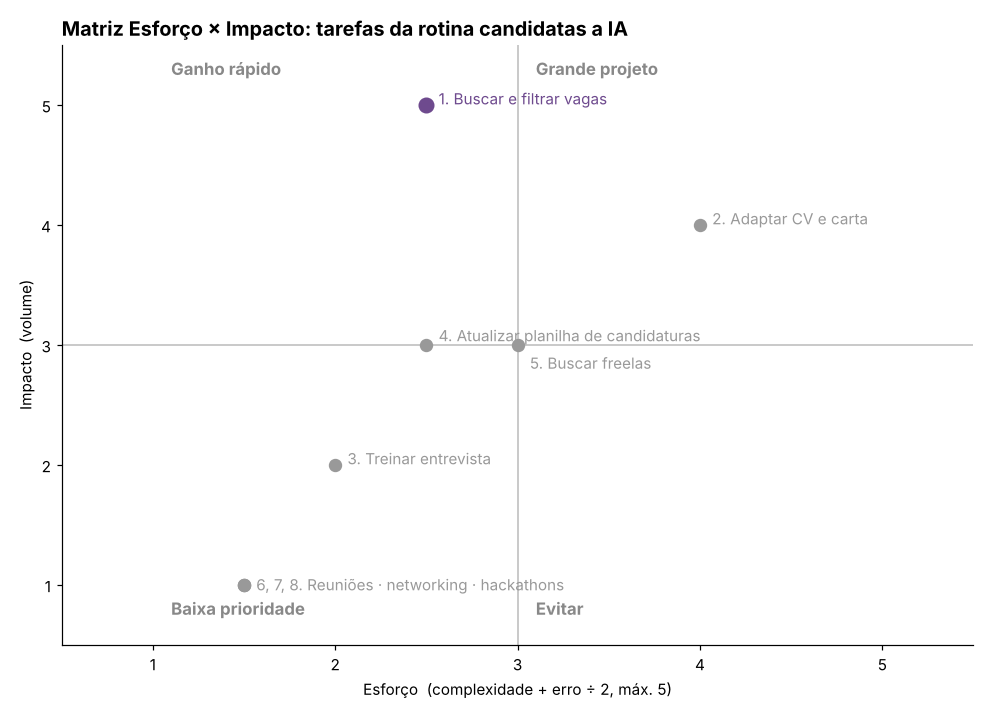 Matriz Esforço × Impacto: tarefas da rotina candidatas a IA
Ganho rápido
Grande projeto
5
1. Buscar e filtrar vagas
4
2. Adaptar CV e carta
Impacto (volume)
3
4. Atualizar planilha de candidaturas
5. Buscar freelas
2
3. Treinar entrevista
1
6, 7, 8. Reuniões · networking · hackathons
Baixa prioridade
Evitar
1
2
3
4
5
Esforço (complexidade + erro ÷ 2, máx. 5)